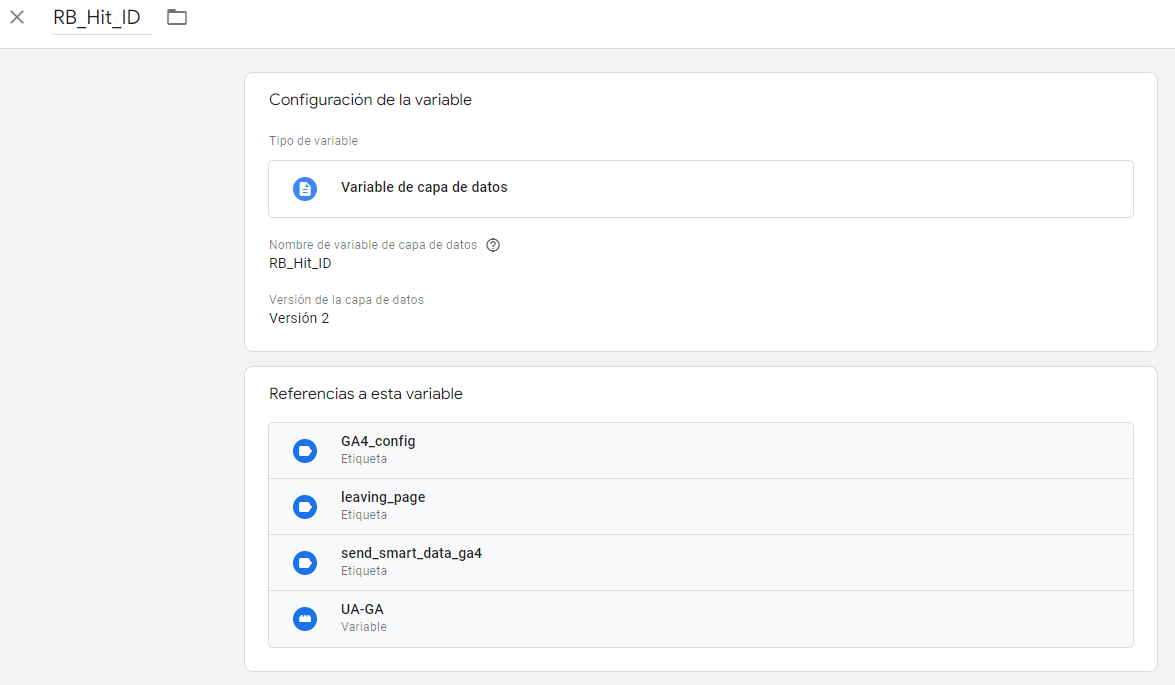 RB_Hit_ID
Configuración de la variable
Tipo de variable
Variable de capa de datos
Nombre de variable de capa de datos
RB_Hit_ID
Versión de la capa de datos
Versión 2
Referencias a esta variable
GA4_config
Etiqueta
leaving_page
Etiqueta
send_smart_data_ga4
Etiqueta
UA-GA
Variable